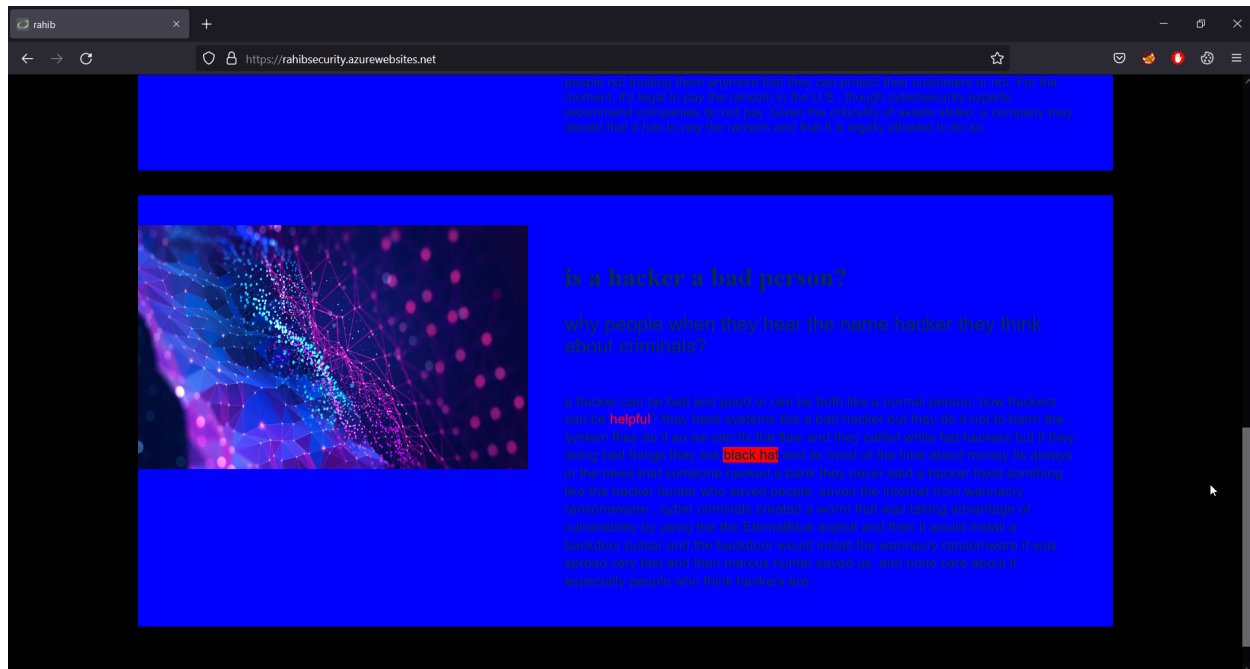 rahib
https://rahibsecurity.azurewebsites.net
people not trusting them anymore that they can protect their customers or not. For the
moment, it's legal to pay the ransom in the U.S., though cybersecurity experts
recommend companies do not pay. Given the criticality of assets stolen, a company may
decide that it has to pay the ransom and that it is legally allowed to do so.
is a hacker a bad person?
why people when they hear the name hacker they think
about criminals?
a hacker can be bad and good or can be both like a normal person, how hackers
can be helpful? they hack systems like a bad hacker but they do it not to harm the
system they do it so we can fix the flaw and they called white hat hackers but if they
doing bad things they are black hat and its most of the time about money its always
in the news that someone hacked a bank they never said a hacker fixed somthing
like the hacker who saved people, saved the internet from wannacry
ransomeware , cyber criminals created a worm that was taking advantage of
vulnerability by using the the EternalBlue exploit and then it would install a
backdoor pulser and the backdoor would install the wannacry ransomware it was
spread very fast and than marcus saved us, and none care about it
especially people who think hackers are.